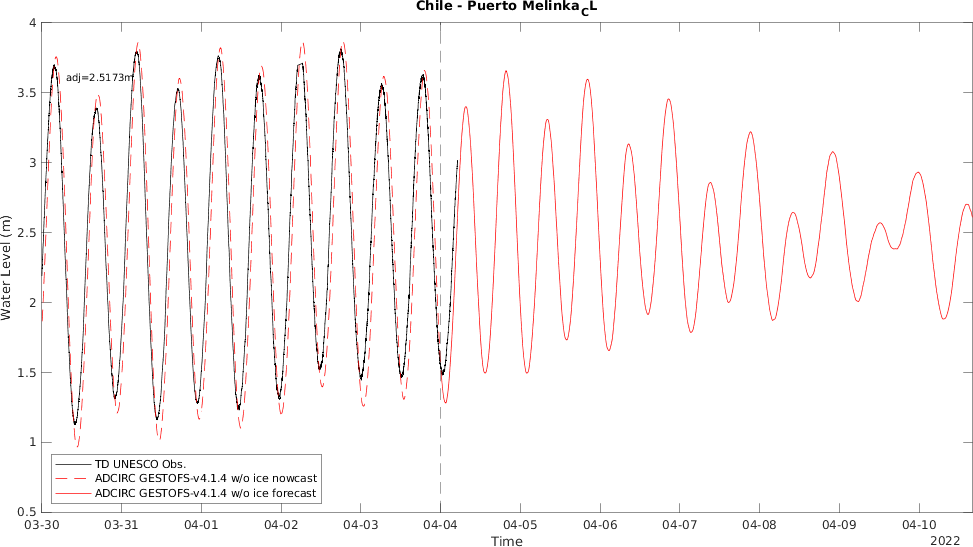 Chile - Puerto Melinka_CL
4
3.5
3
2.5
2
1.5
1
0.5
Water Level (m)
adj=2.5173m
TD UNESCO Obs.
ADCIRC GESTOFS-v4.1.4 w/o ice nowcast
ADCIRC GESTOFS-v4.1.4 w/o ice forecast
03-30 03-31 04-01 04-02 04-03 04-04 04-05 04-06 04-07 04-08 04-09 04-10
Time
2022